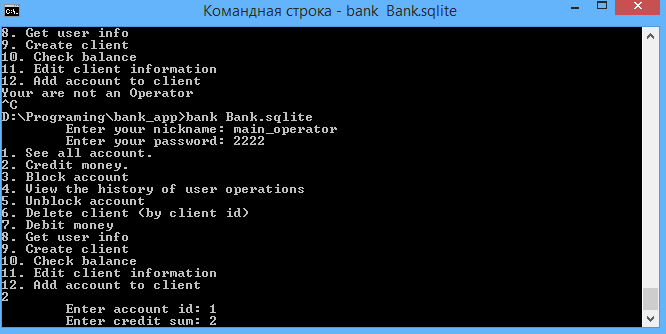 Командная строка - bank Bank.sqlite
8. Get user info
9. Create client
10. Check balance
11. Edit client information
12. Add account to client
Your are not an Operator
^C
D:\Programing\bank_app>bank Bank.sqlite
Enter your nickname: main_operator
Enter your password: 2222
1. See all account.
2. Credit money.
3. Block account
4. View the history of user operations
5. Unblock account
6. Delete client (by client id)
7. Debit money
8. Get user info
9. Create client
10. Check balance
11. Edit client information
12. Add account to client
2
Enter account id: 1
Enter credit sum: 2